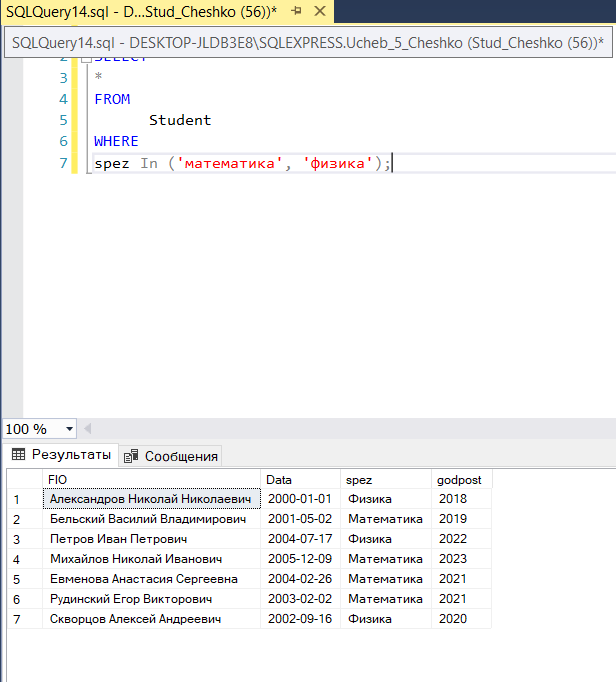 SQLQuery14.sql - D...Stud_Cheshko (56))*
SQLQuery14.sql - DESKTOP-JLDB3E8\SQLEXPRESS.Ucheb_5_Cheshko (Stud_Cheshko (56))*
2 SELECT
3 *
4 FROM
5 Student
6 WHERE
7 spez In ('математика', 'физика');
100 %
Результаты Сообщения
FIO Data spez godpost
1 Александров Николай Николаевич 2000-01-01 Физика 2018
2 Бельский Василий Владимирович 2001-05-02 Математика 2019
3 Петров Иван Петрович 2004-07-17 Физика 2022
4 Михайлов Николай Иванович 2005-12-09 Математика 2023
5 Евменова Анастасия Сергеевна 2004-02-26 Математика 2021
6 Рудинский Егор Викторович 2003-02-02 Математика 2021
7 Скворцов Алексей Андреевич 2002-09-16 Физика 2020